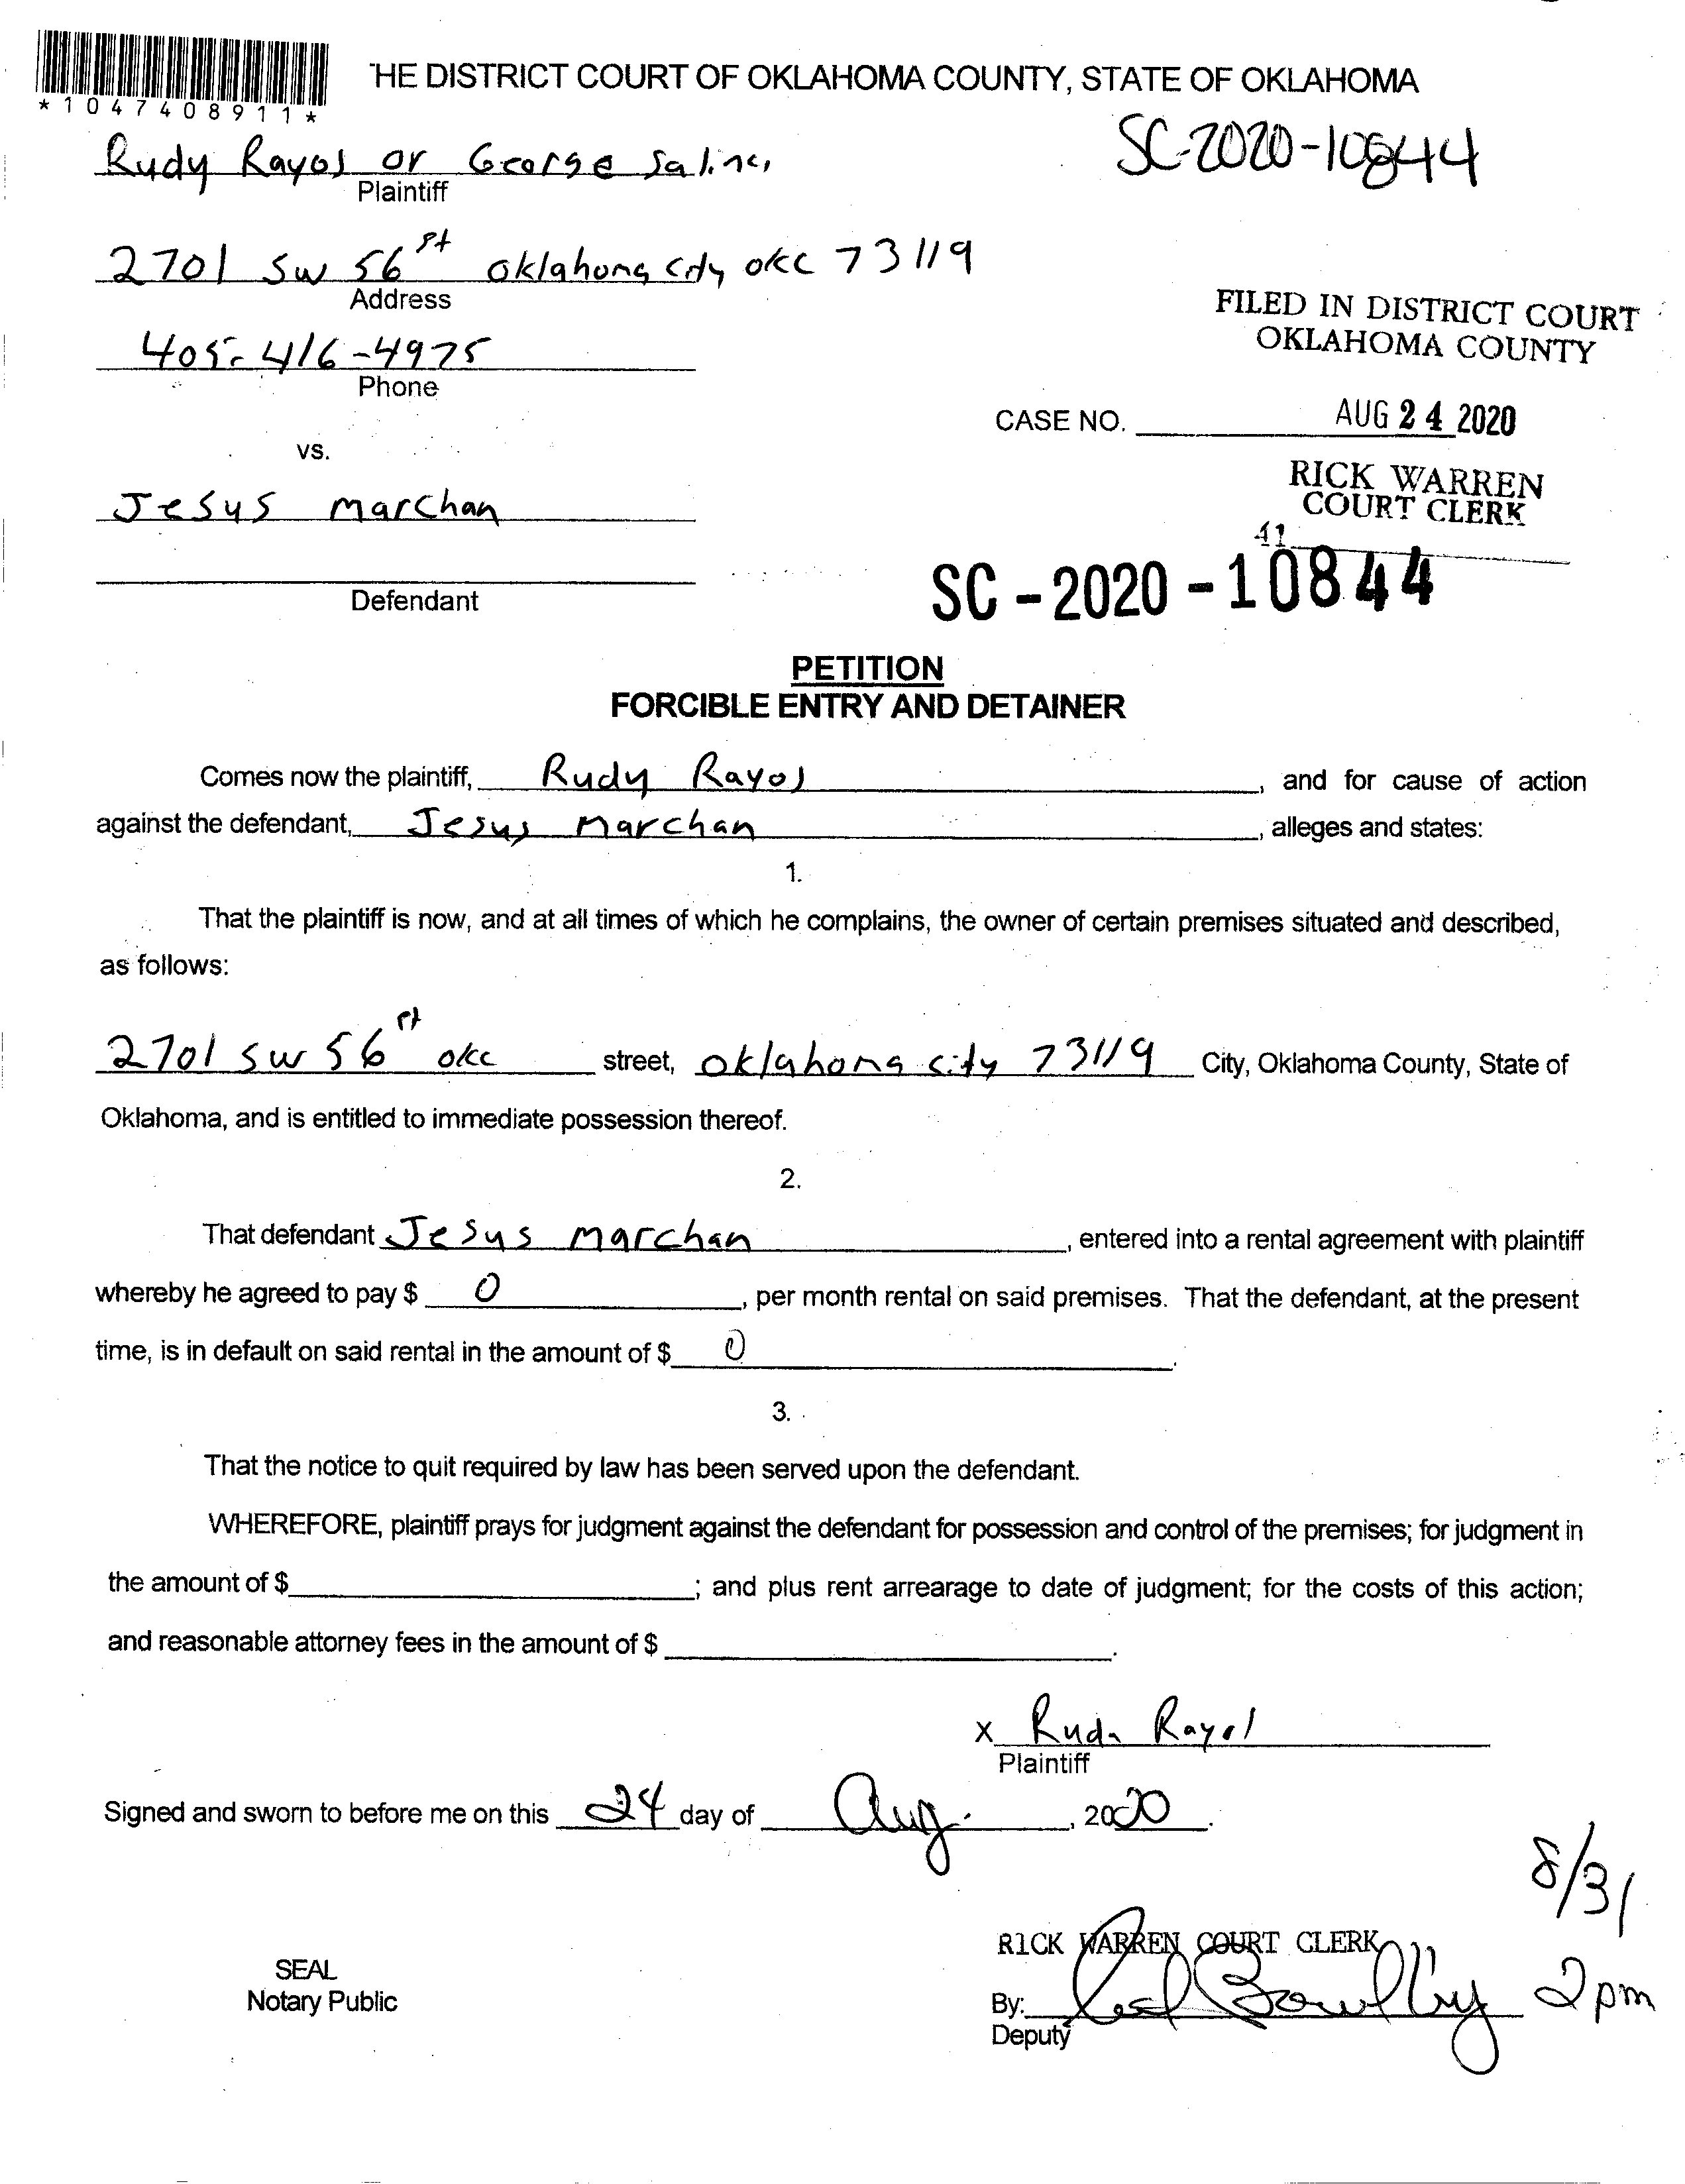 *1047408911*
THE DISTRICT COURT OF OKLAHOMA COUNTY, STATE OF OKLAHOMA
Rudy Rayos or George Salinas
SC-2020-10844
Plaintiff
2701 SW 56 st oklahoma city okc 73119
Address
FILED IN DISTRICT COURT
OKLAHOMA COUNTY
405-416-4975
Phone
CASE NO. AUG 24 2020
vs.
RICK WARREN
COURT CLERK
Jesus Marchan
41
SC-2020-10844
Defendant
PETITION
FORCIBLE ENTRY AND DETAINER
Comes now the plaintiff, Rudy Rayos, and for cause of action
against the defendant, Jesus Marchan, alleges and states:
1.
That the plaintiff is now, and at all times of which he complains, the owner of certain premises situated and described,
as follows:
2701 SW 56 st okc street, oklahoma city 73119 City, Oklahoma County, State of
Oklahoma, and is entitled to immediate possession thereof.
2.
That defendant Jesus marchan, entered into a rental agreement with plaintiff
whereby he agreed to pay $ 0, per month rental on said premises. That the defendant, at the present
time, is in default on said rental in the amount of $ 0.
3.
That the notice to quit required by law has been served upon the defendant.
WHEREFORE, plaintiff prays for judgment against the defendant for possession and control of the premises; for judgment in
the amount of $ ; and plus rent arrearage to date of judgment; for the costs of this action;
and reasonable attorney fees in the amount of $ .
X Rudy Rayos
Plaintiff
Signed and sworn to before me on this 24 day of Aug., 2020.
8/31
2pm
RICK WARREN COURT CLERK
SEAL
Notary Public
By:
Deputy